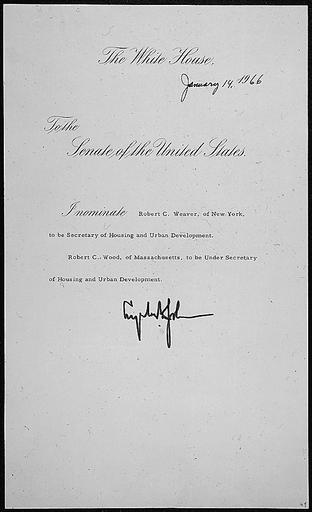 The White House,
January 14, 1966
To the
Senate of the United States.
I nominate Robert C. Weaver, of New York,
to be Secretary of Housing and Urban Development.
Robert C. Wood, of Massachusetts, to be Under Secretary
of Housing and Urban Development.